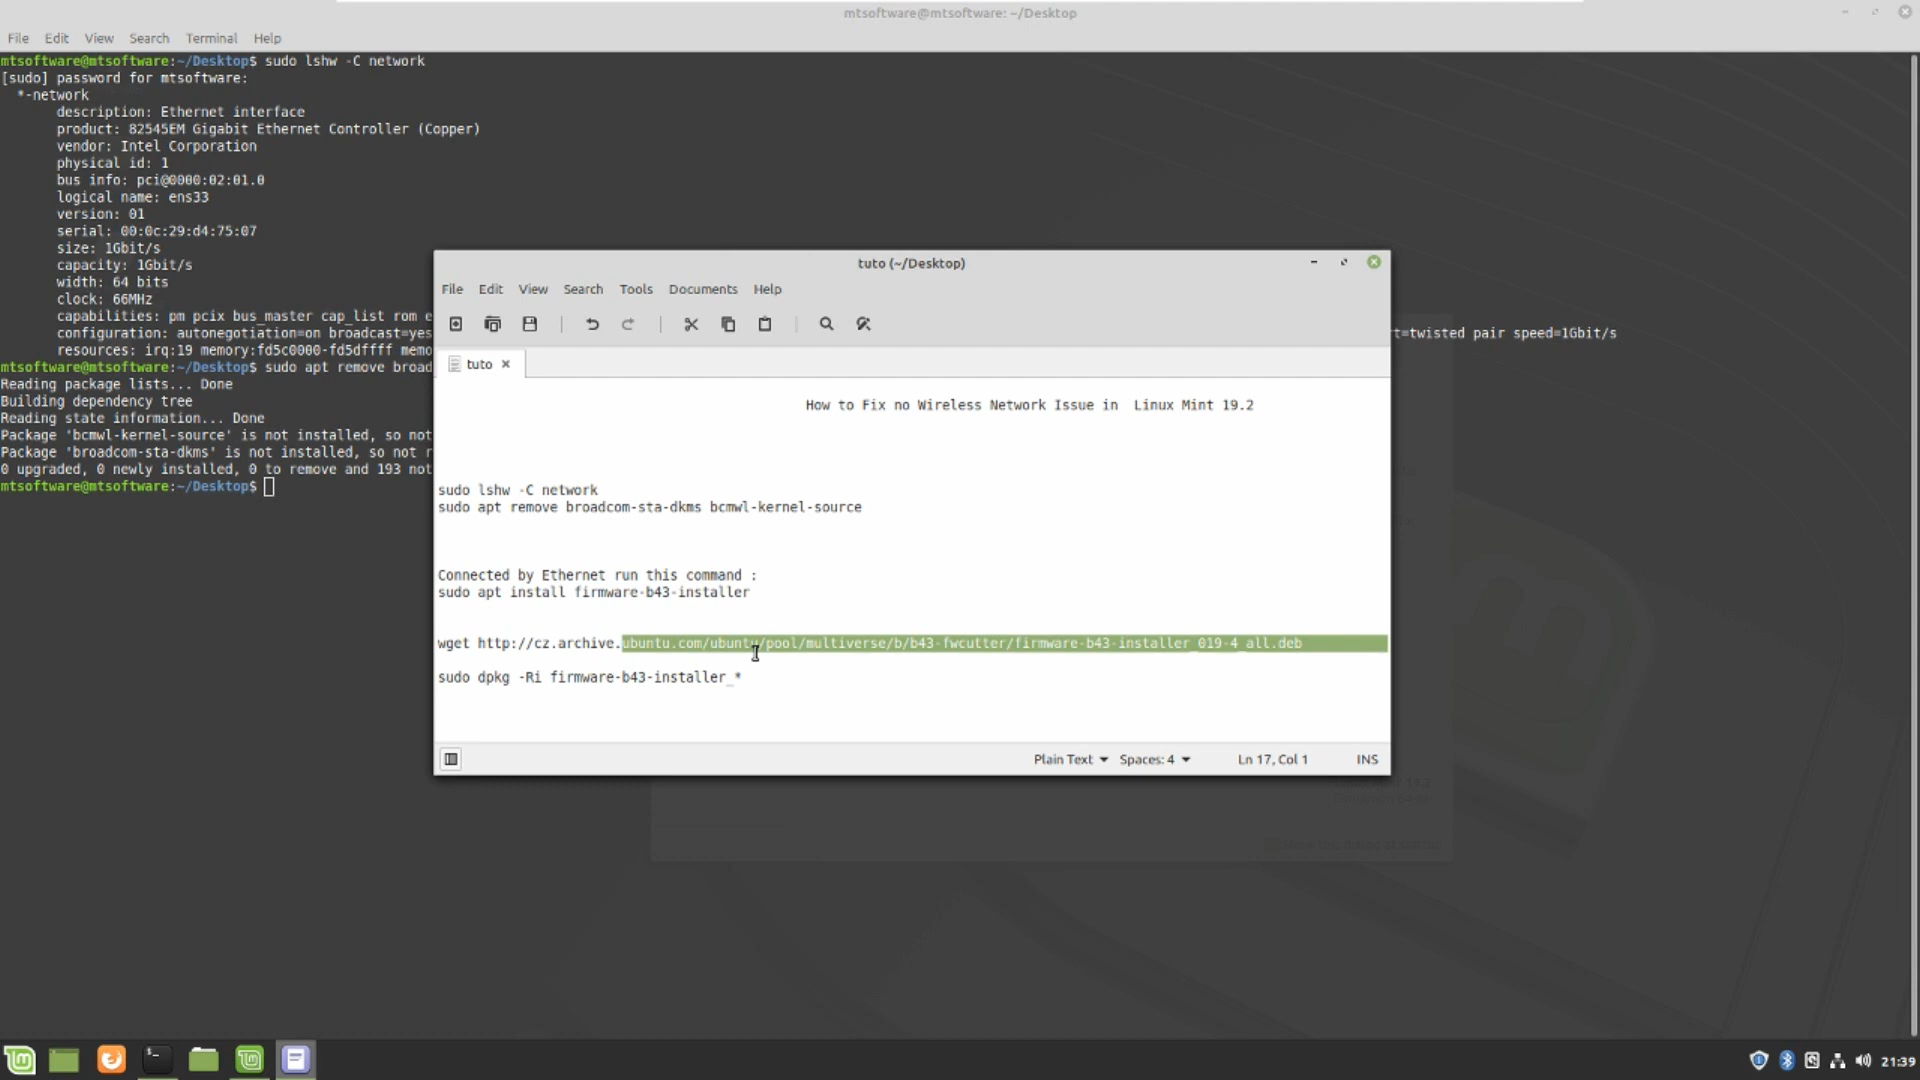 mtsoftware@mtsoftware: ~/Desktop
File Edit View Search Terminal Help
mtsoftware@mtsoftware:~/Desktop$ sudo lshw -C network
[sudo] password for mtsoftware:
*-network
description: Ethernet interface
product: 82545EM Gigabit Ethernet Controller (Copper)
vendor: Intel Corporation
physical id: 1
bus info: pci@0000:02:01.0
logical name: ens33
version: 01
serial: 00:0c:29:d4:75:07
size: 1Gbit/s
capacity: 1Gbit/s
width: 64 bits
clock: 66MHz
capabilities: pm pcix bus_master cap_list rom e
configuration: autonegotiation=on broadcast=yes
t=twisted pair speed=1Gbit/s
resources: irq:19 memory:fd5c0000-fd5dffff memo
mtsoftware@mtsoftware:~/Desktop$ sudo apt remove broad
Reading package lists... Done
Building dependency tree
Reading state information... Done
Package 'bcmwl-kernel-source' is not installed, so not
Package 'broadcom-sta-dkms' is not installed, so not r
0 upgraded, 0 newly installed, 0 to remove and 193 not
mtsoftware@mtsoftware:~/Desktop$
tuto (~/Desktop)
File Edit View Search Tools Documents Help
tuto
How to Fix no Wireless Network Issue in Linux Mint 19.2
sudo lshw -C network
sudo apt remove broadcom-sta-dkms bcmwl-kernel-source
Connected by Ethernet run this command :
sudo apt install firmware-b43-installer
wget http://cz.archive.ubuntu.com/ubuntu/pool/multiverse/b/b43-fwcutter/firmware-b43-installer_019-4_all.deb
sudo dpkg -Ri firmware-b43-installer_*
Plain Text Spaces: 4 Ln 17, Col 1 INS
21:39